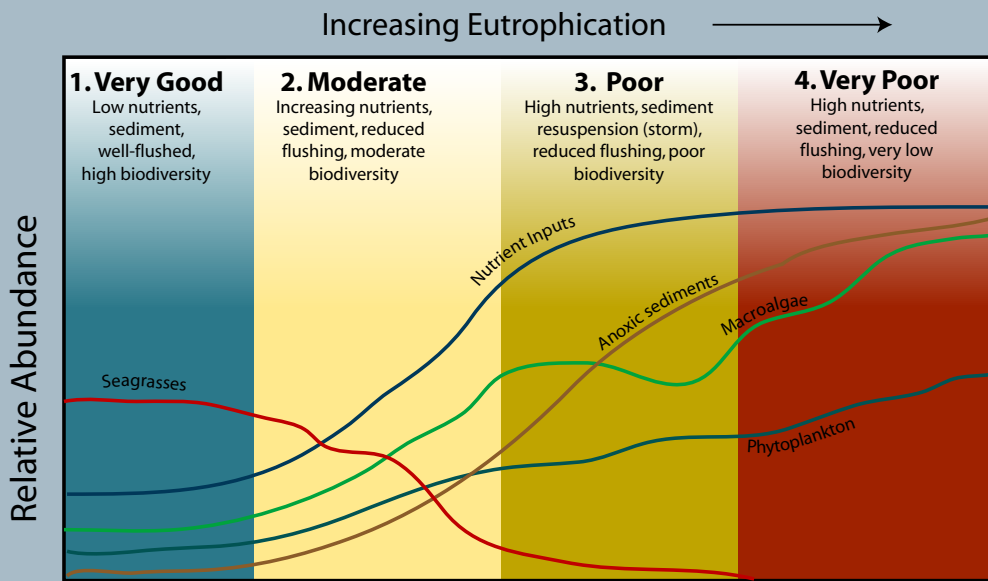 Increasing Eutrophication
1. Very Good
Low nutrients,
sediment,
well-flushed,
high biodiversity
2. Moderate
Increasing nutrients,
sediment, reduced
flushing, moderate
biodiversity
3. Poor
High nutrients, sediment
resuspension (storm),
reduced flushing, poor
biodiversity
4. Very Poor
High nutrients,
sediment, reduced
flushing, very low
biodiversity
Relative Abundance
Nutrient Inputs
Anoxic sediments
Macroalgae
Seagrasses
Phytoplankton